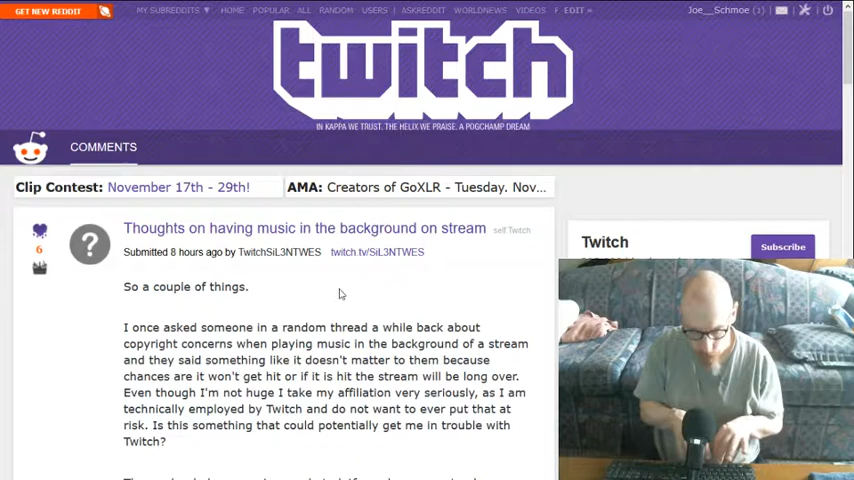 GET NEW REDDIT
MY SUBREDDITS ▼ HOME POPULAR ALL RANDOM USERS | ASKREDDIT WORLDNEWS VIDEOS F EDIT »
Joe__Schmoe (1)
twitch
IN KAPPA WE TRUST. THE HELIX WE PRAISE. A POGCHAMP DREAM
COMMENTS
Clip Contest: November 17th - 29th!
AMA: Creators of GoXLR - Tuesday. Nov...
6
?
Thoughts on having music in the background on stream self Twitch
Submitted 8 hours ago by TwitchSiL3NTWES twitch.tv/SiL3NTWES
So a couple of things.
I once asked someone in a random thread a while back about
copyright concerns when playing music in the background of a stream
and they said something like it doesn't matter to them because
chances are it won't get hit or if it is hit the stream will be long over.
Even though I'm not huge I take my affiliation very seriously, as I am
technically employed by Twitch and do not want to ever put that at
risk. Is this something that could potentially get me in trouble with
Twitch?
Twitch
Subscribe